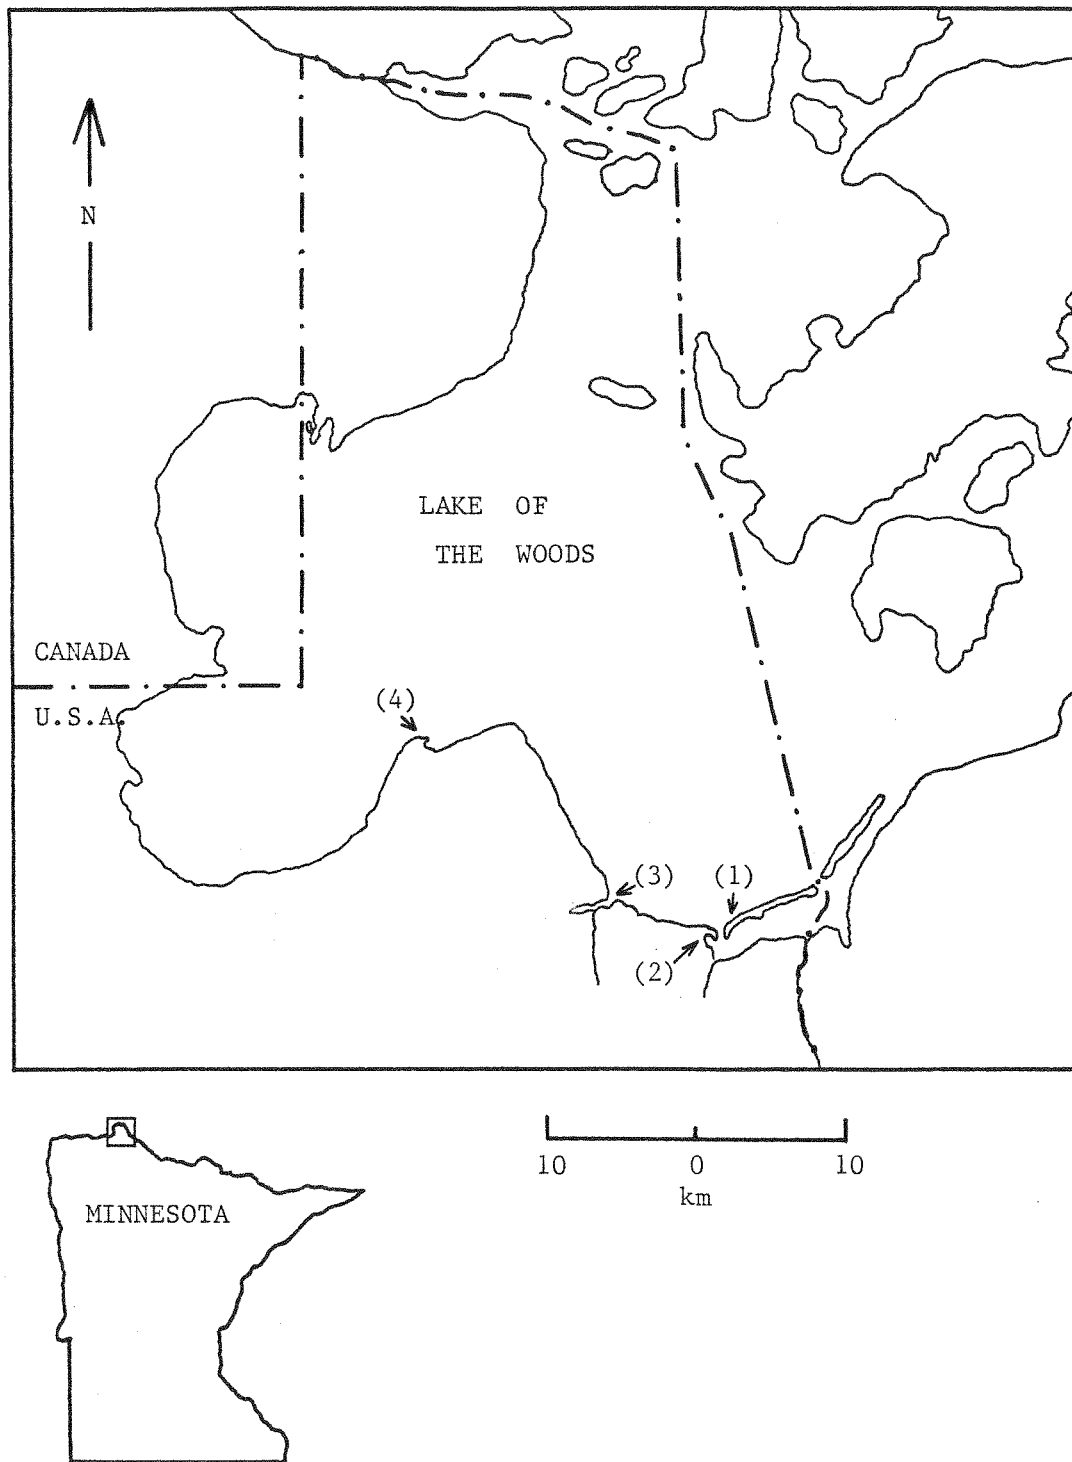 N
LAKE OF
THE WOODS
CANADA
U.S.A.
(4)
(3)
(1)
(2)
10 0 10
km
MINNESOTA